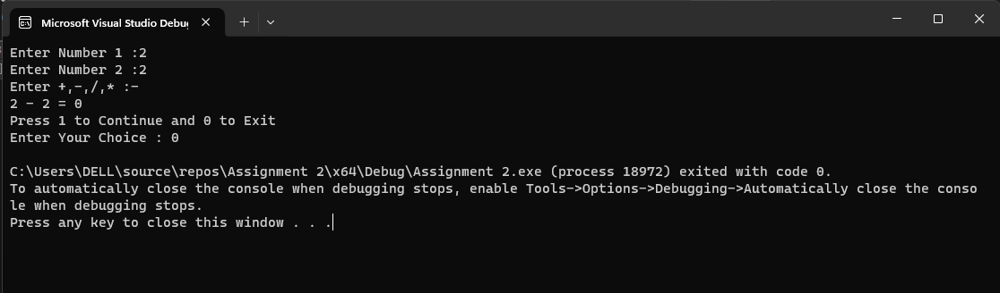 Microsoft Visual Studio Debug
Enter Number 1 :2
Enter Number 2 :2
Enter +,-,/,* :-
2 - 2 = 0
Press 1 to Continue and 0 to Exit
Enter Your Choice : 0
C:\Users\DELL\source\repos\Assignment 2\x64\Debug\Assignment 2.exe (process 18972) exited with code 0.
To automatically close the console when debugging stops, enable Tools->Options->Debugging->Automatically close the conso
le when debugging stops.
Press any key to close this window . . .